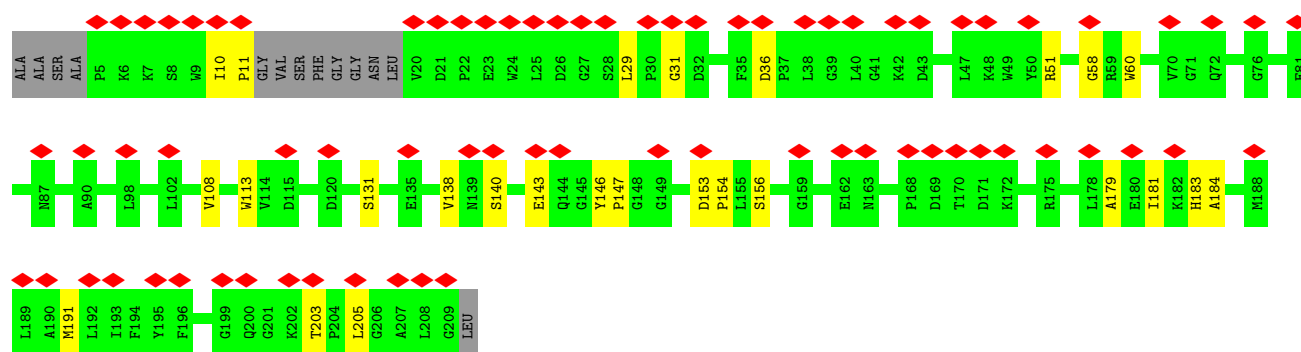 ALA ALA SER ALA P5 K6 K7 S8 W9 I10 P11 GLY VAL SER PHE GLY GLY ASN LEU V20 D21 P22 E23 W24 L25 D26 G27 S28 L29 P30 G31 D32 F35 D36 P37 L38 G39 L40 G41 K42 D43 L47 K48 W49 Y50 R51 G58 R59 W60 V70 G71 Q72 G76
N87 A90 L98 L102 V108 W113 V114 D115 D120 S131 E135 V138 N139 S140 E143 Q144 G145 Y146 P147 G148 G149 D153 P154 L155 S156 G159 E162 N163 P168 D169 T170 D171 K172 R175 L178 A179 E180 I181 K182 H183 A184 M188
L189 A190 M191 L192 I193 F194 Y195 F196 G199 Q200 G201 K202 T203 P204 L205 G206 A207 L208 G209 LEU